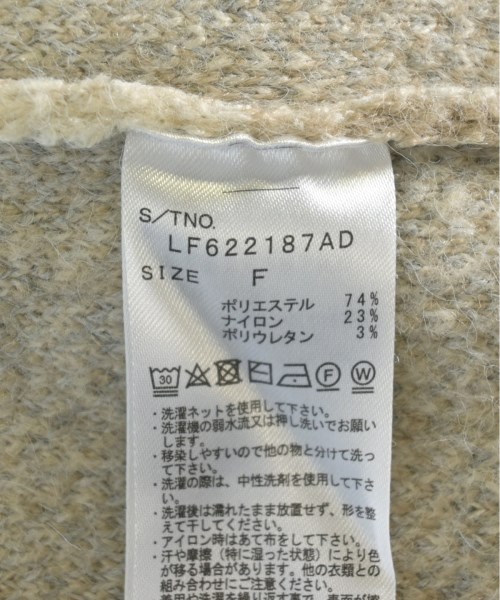 S/TNO.
LF622187AD
SIZE F
ポリエステル 74%
ナイロン 23%
ポリウレタン 3%
30 F W
・洗濯ネットを使用して下さい。
・洗濯機の弱水流又は押し洗いでお願い
します。
・移染しやすいので他の物と分けて洗っ
て下さい。
・洗濯の際は、中性洗剤を使用して下さ
い。
・洗濯後は濡れたまま放置せず、形を整
えて干してください。
・アイロン時はあて布をして下さい。
・汗や摩擦（特に湿った状態）により色
が移る場合があります。他の衣類との
組み合わせにご注意ください。